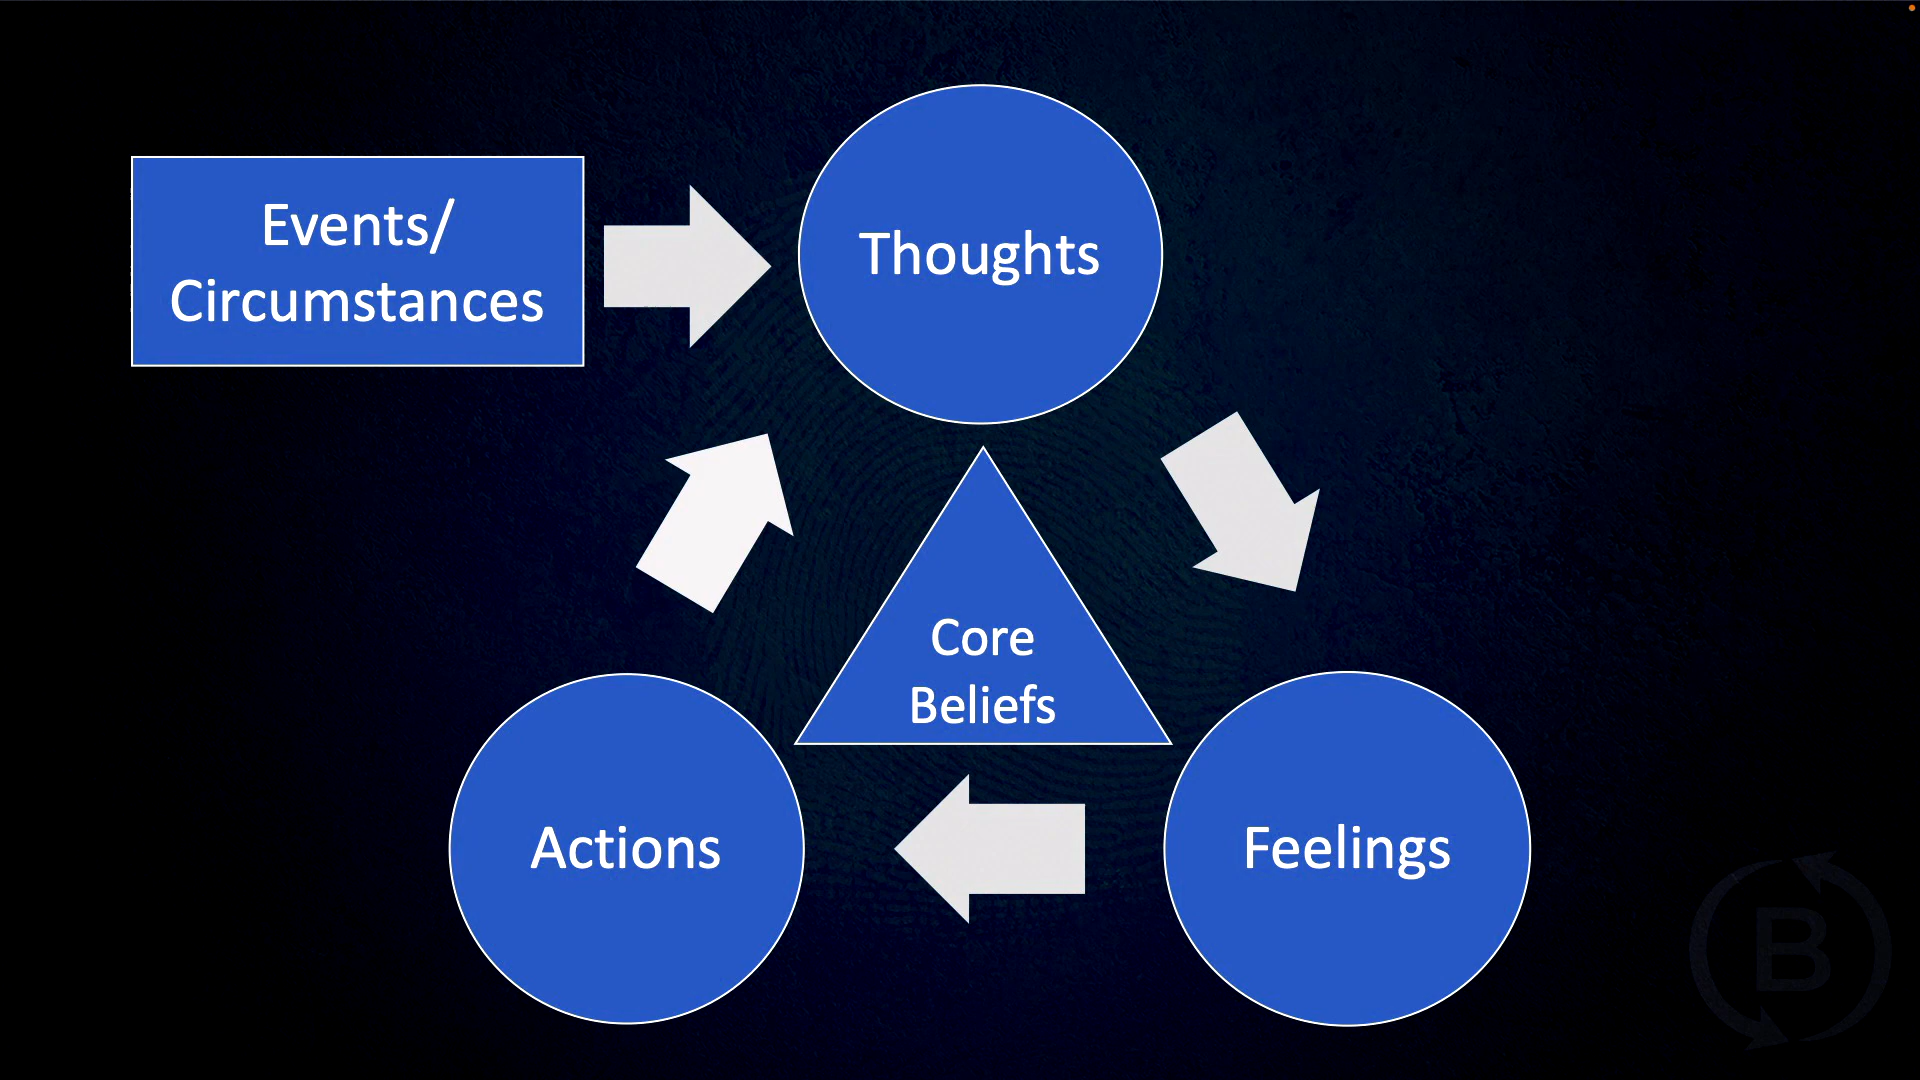 Events/
Circumstances
Thoughts
Core
Beliefs
Actions
Feelings
B